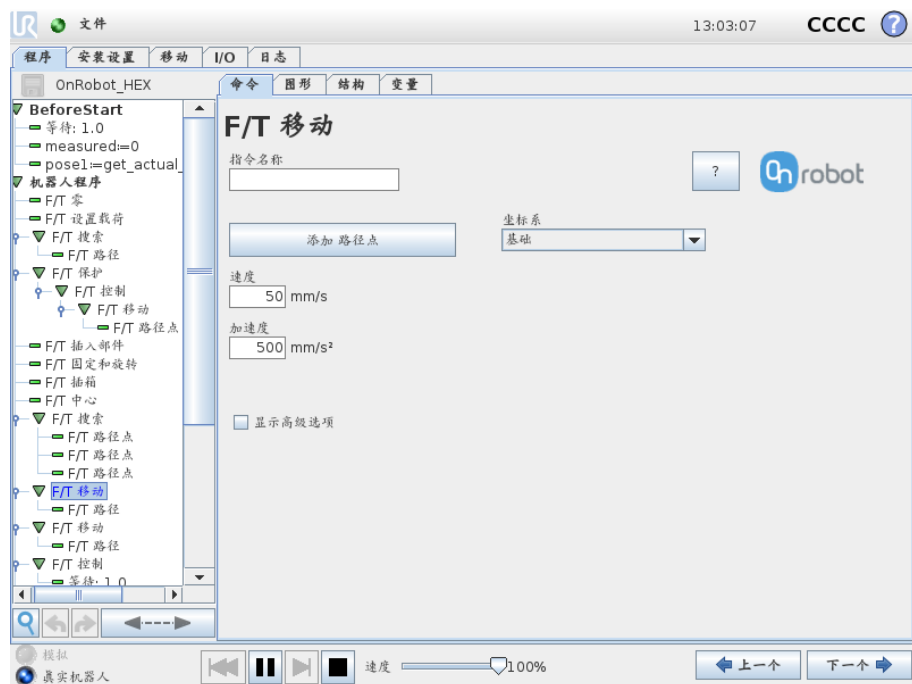 文件
13:03:07
CCCC
?
程序 安装设置 移动 I/O 日志
OnRobot_HEX
命令 图形 结构 变量
BeforeStart
等待: 1.0
measured:=0
pose1:=get_actual_
机器人程序
F/T 零
F/T 设置载荷
F/T 搜索
F/T 路径
F/T 保护
F/T 控制
F/T 移动
F/T 路径点
F/T 插入部件
F/T 固定和旋转
F/T 插箱
F/T 中心
F/T 搜索
F/T 路径点
F/T 路径点
F/T 路径点
F/T 移动
F/T 路径
F/T 移动
F/T 路径
F/T 控制
等待: 1.0
F/T 移动
指令名称
?
On robot
添加 路径点
坐标系
基础
速度
50 mm/s
加速度
500 mm/s²
显示高级选项
模拟
真实机器人
速度
100%
上一个
下一个